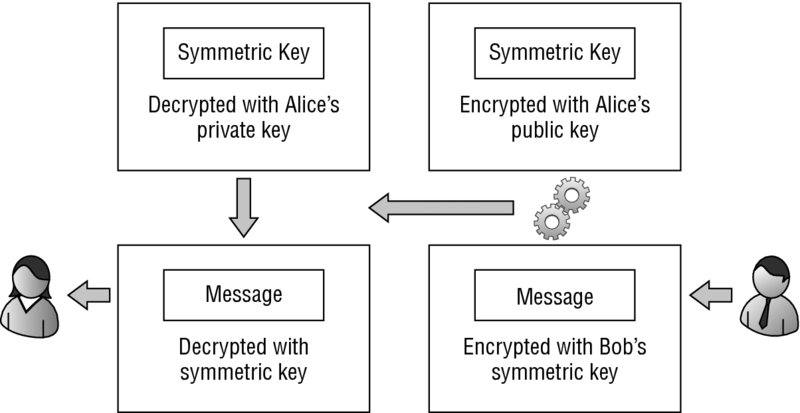 Symmetric Key
Decrypted with Alice’s
private key
Symmetric Key
Encrypted with Alice’s
public key
Message
Decrypted with
symmetric key
Message
Encrypted with Bob’s
symmetric key